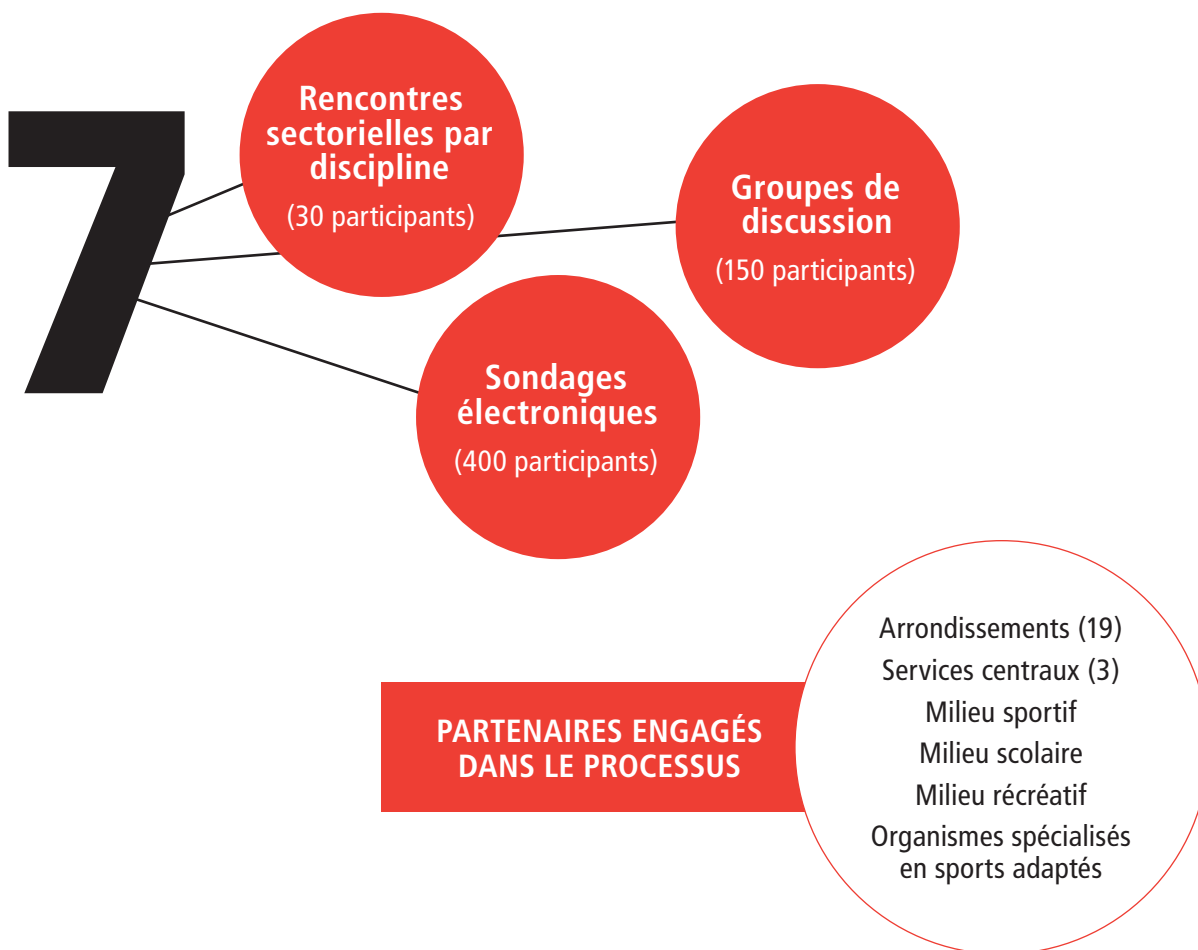 7
Rencontres
sectorielles par
discipline
(30 participants)
Groupes de
discussion
(150 participants)
Sondages
électroniques
(400 participants)
PARTENAIRES ENGAGÉS
DANS LE PROCESSUS
Arrondissements (19)
Services centraux (3)
Milieu sportif
Milieu scolaire
Milieu récréatif
Organismes spécialisés
en sports adaptés